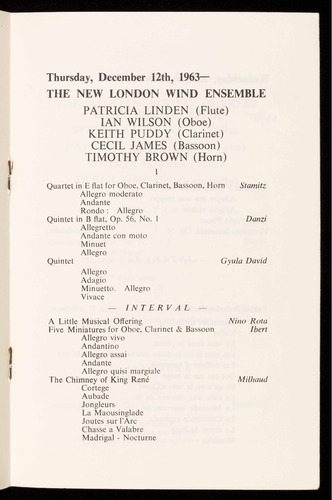 Thursday, December 12th, 1963—
THE NEW LONDON WIND ENSEMBLE
PATRICIA LINDEN (Flute)
IAN WILSON (Oboe)
KEITH PUDDY (Clarinet)
CECIL JAMES (Bassoon)
TIMOTHY BROWN (Horn)
I
Quartet in E flat for Oboe, Clarinet, Bassoon, Horn Stamitz
Allegro moderato
Andante
Rondo : Allegro
Quintet in B flat, Op. 56, No. 1 Danzi
Allegretto
Andante con moto
Minuet
Allegro
Quintet Gyula David
Allegro
Adagio
Minuetto. Allegro
Vivace
— INTERVAL —
A Little Musical Offering Nino Rota
Five Miniatures for Oboe, Clarinet & Bassoon Ibert
Allegro vivo
Andantino
Allegro assai
Andante
Allegro quisi margiale
The Chimney of King René Milhaud
Cortege
Aubade
Jongleurs
La Maousinglade
Joutes sur l'Arc
Chasse a Valabre
Madrigal - Nocturne